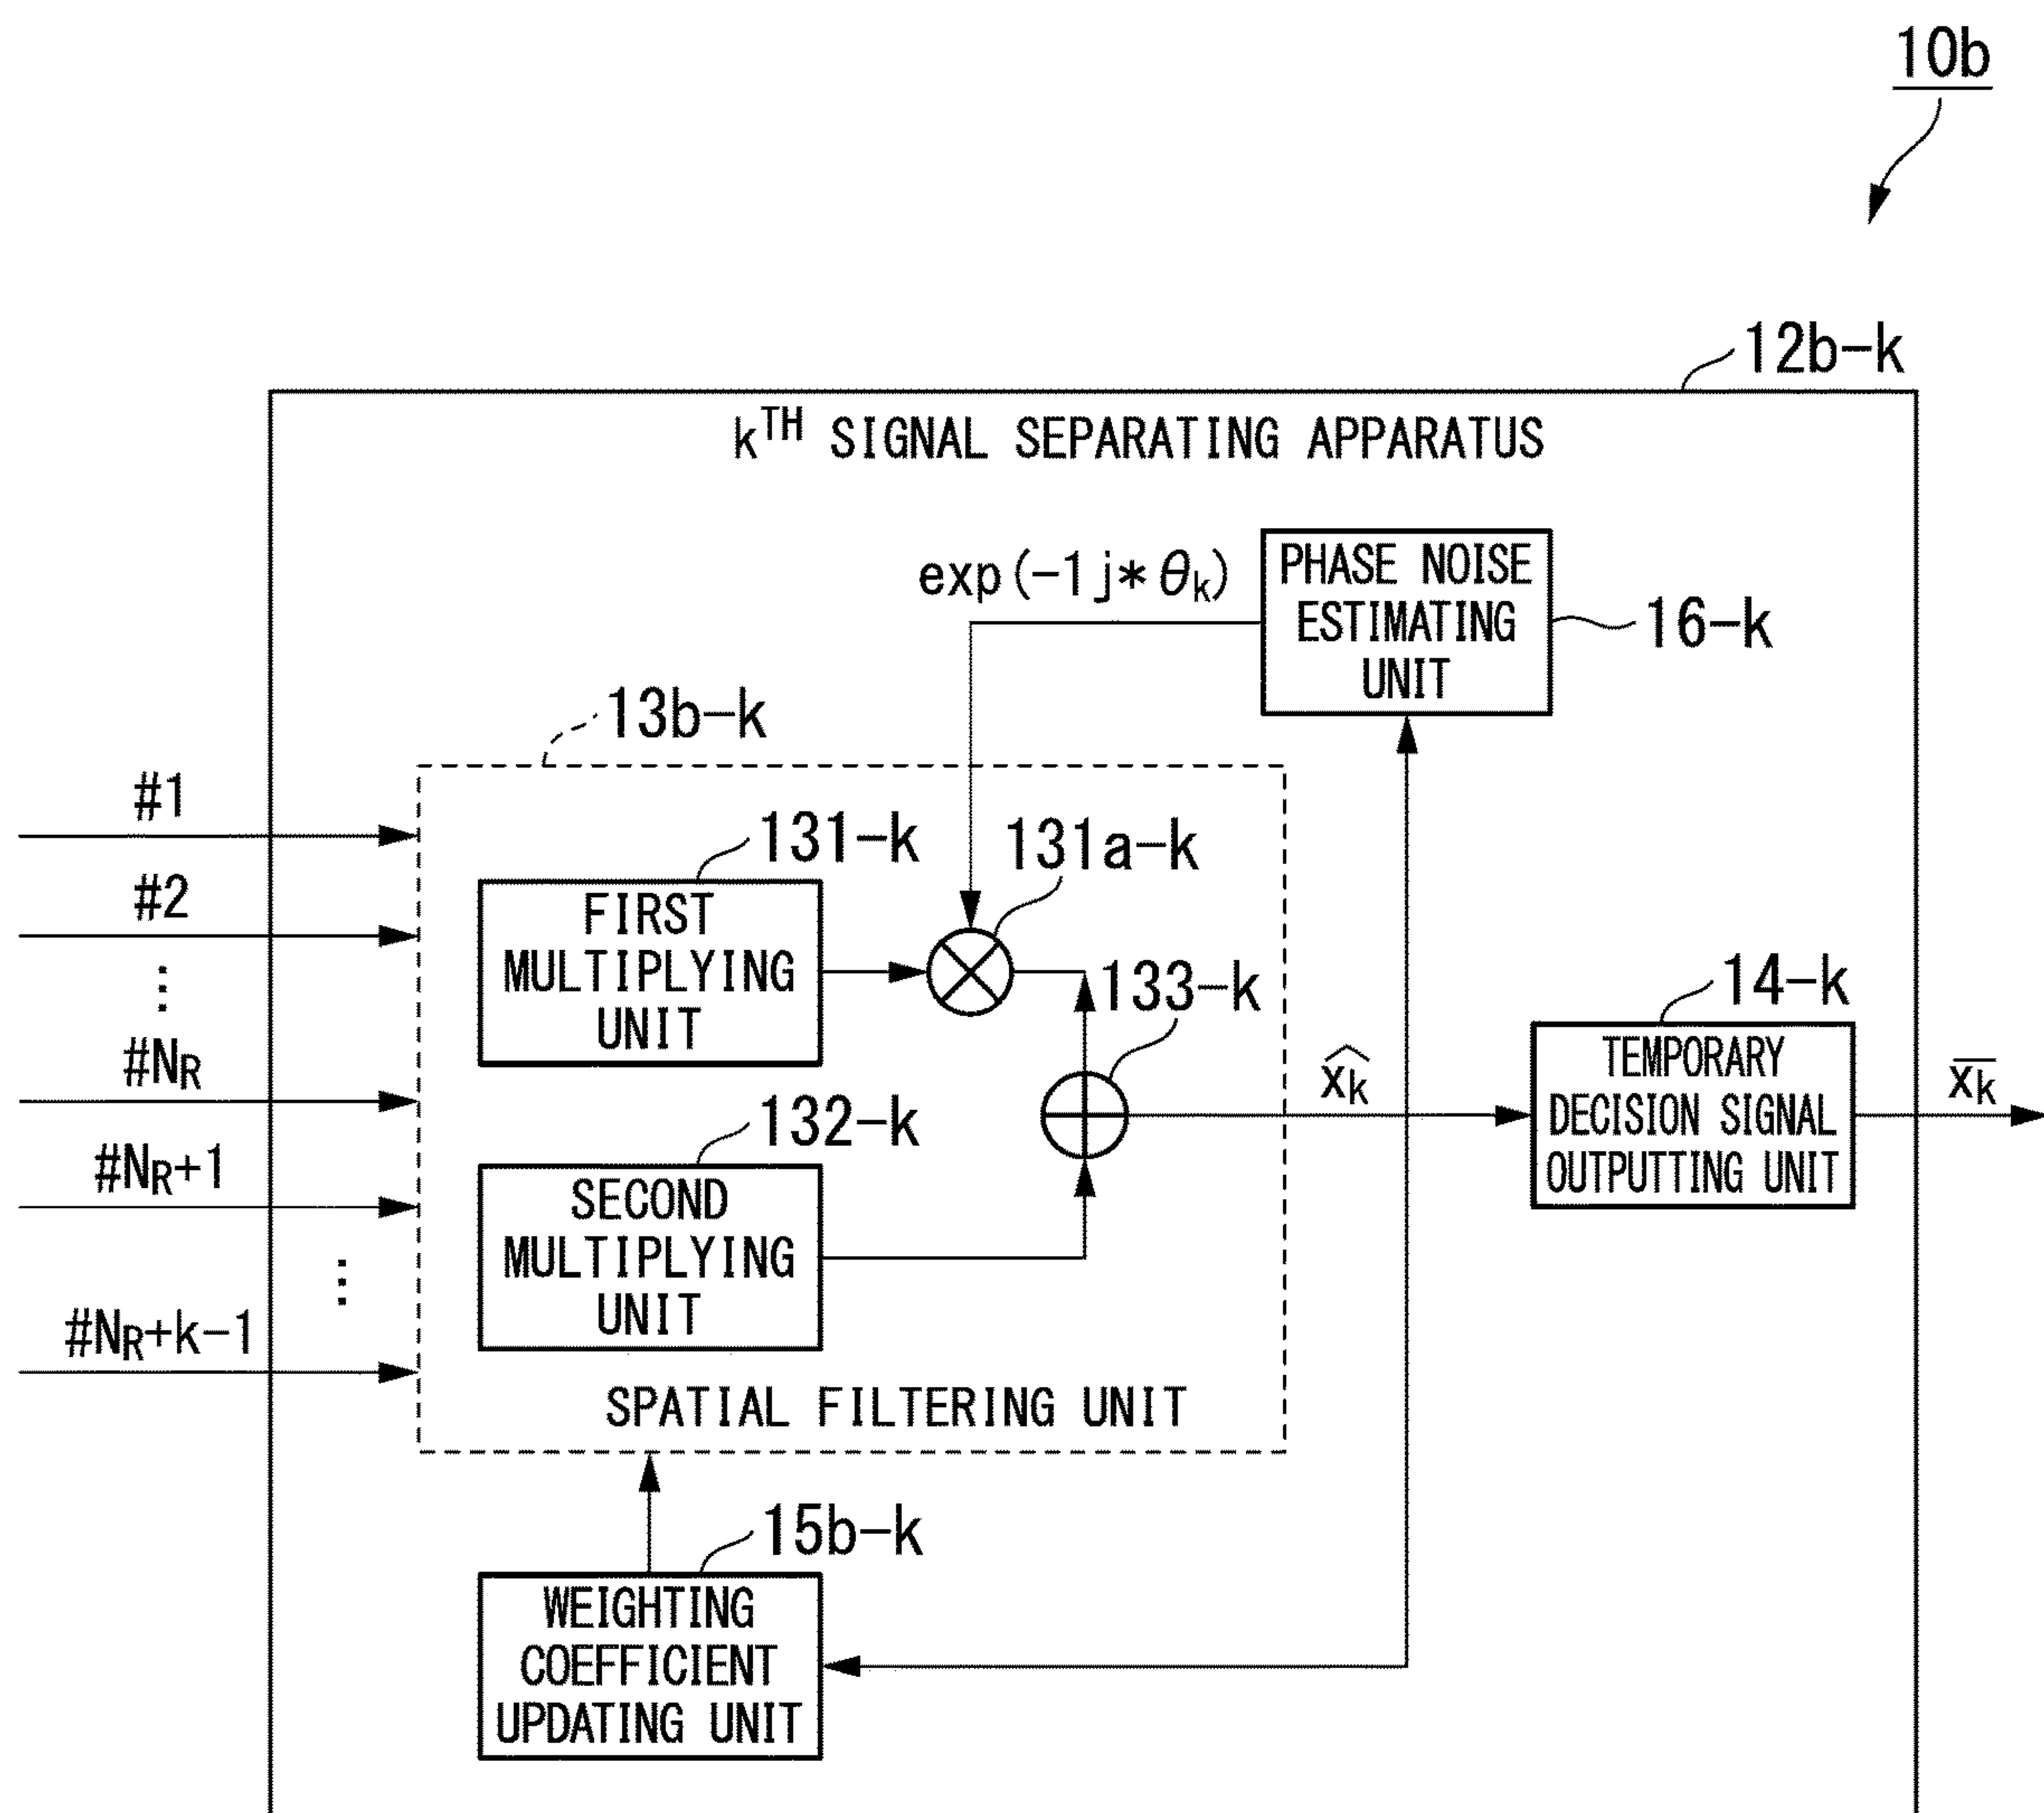 10b
12b-k
kTH SIGNAL SEPARATING APPARATUS
exp(-1j*θk)
PHASE NOISE
ESTIMATING
UNIT
16-k
13b-k
#1
131-k
131a-k
#2
FIRST
MULTIPLYING
UNIT
133-k
14-k
⋮
#NR
132-k
x̂k
TEMPORARY
DECISION SIGNAL
OUTPUTTING UNIT
x̄k
#NR+1
SECOND
MULTIPLYING
UNIT
⋮
#NR+k-1
SPATIAL FILTERING UNIT
15b-k
WEIGHTING
COEFFICIENT
UPDATING UNIT